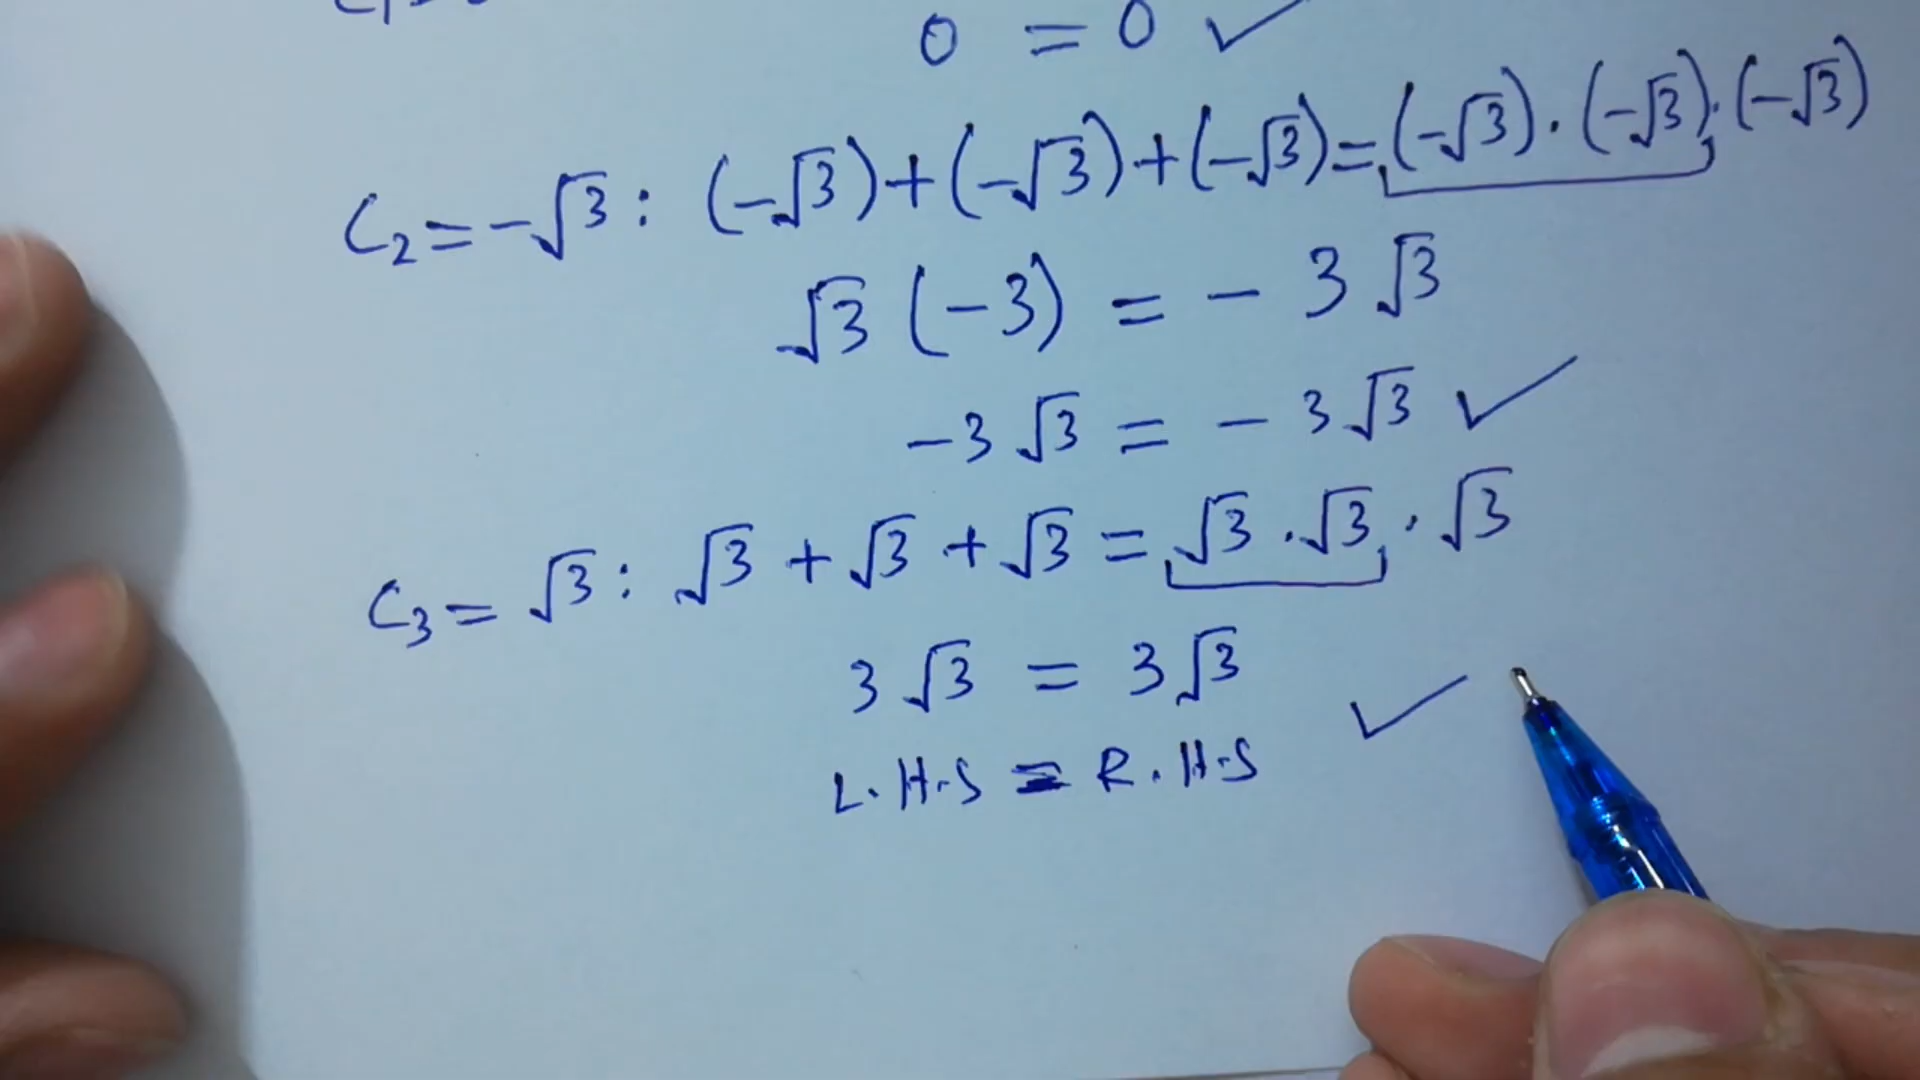 0 = 0 ✓
C₂ = -√3 : (-√3) + (-√3) + (-√3) = (-√3) · (-√3) · (-√3)
√3 (-3) = - 3 √3
-3 √3 = - 3 √3 ✓
C₃ = √3 : √3 + √3 + √3 = √3 · √3 · √3
3 √3 = 3 √3 ✓
L.H.S = R.H.S